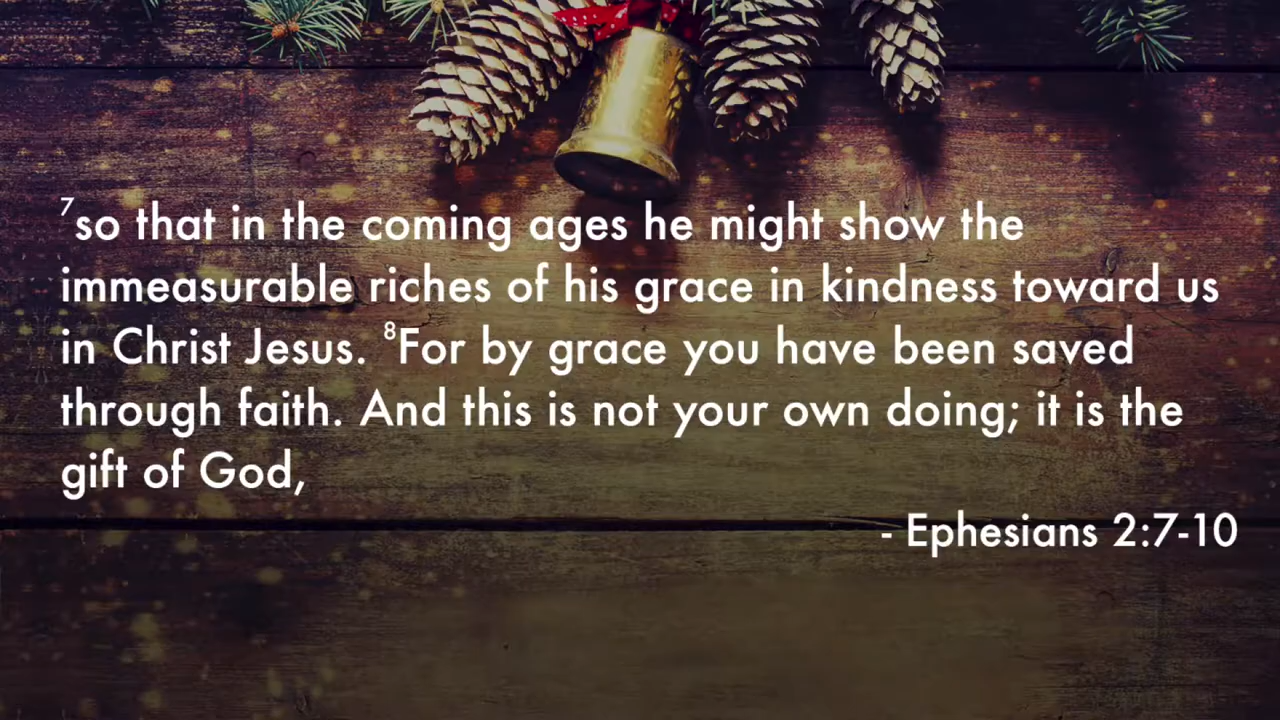 ⁷so that in the coming ages he might show the
immeasurable riches of his grace in kindness toward us
in Christ Jesus. ⁸For by grace you have been saved
through faith. And this is not your own doing; it is the
gift of God,
- Ephesians 2:7-10